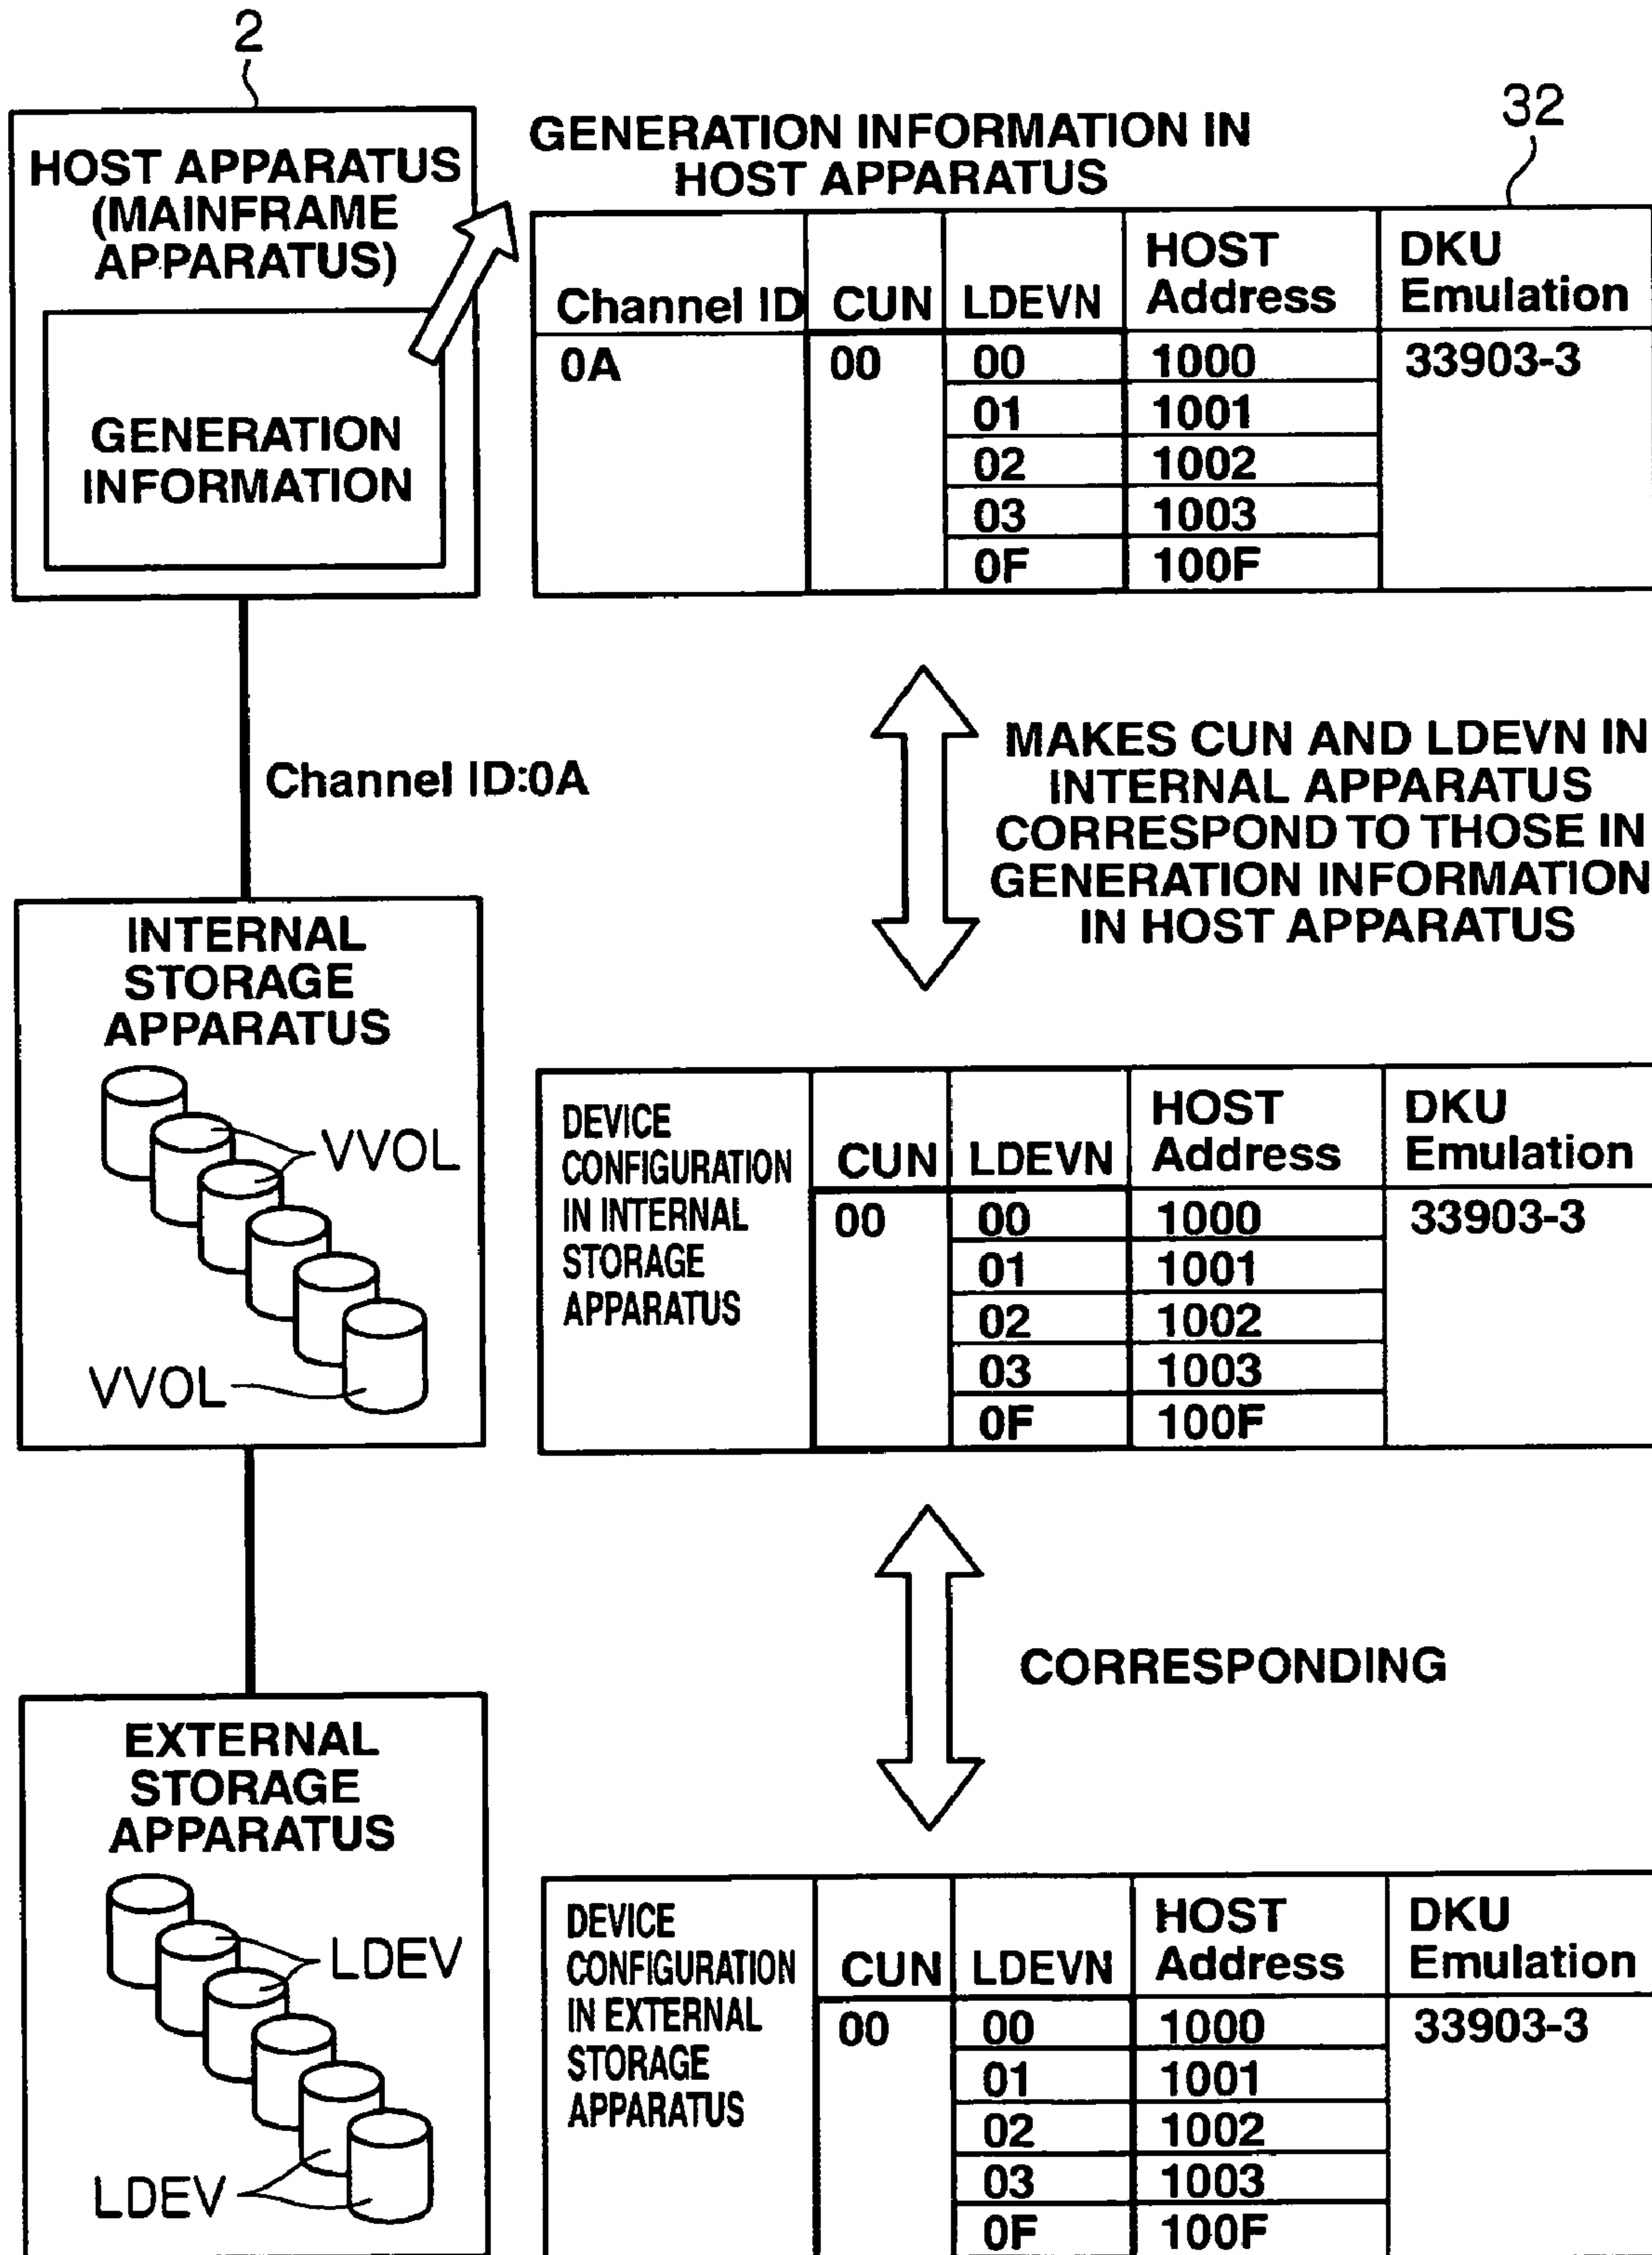 2
HOST APPARATUS
(MAINFRAME
APPARATUS)
GENERATION
INFORMATION
GENERATION INFORMATION IN
HOST APPARATUS
32
Channel ID CUN LDEVN HOST Address DKU Emulation
0A 00 00 1000 33903-3
01 1001
02 1002
03 1003
0F 100F
Channel ID:0A
MAKES CUN AND LDEVN IN
INTERNAL APPARATUS
CORRESPOND TO THOSE IN
GENERATION INFORMATION
IN HOST APPARATUS
INTERNAL
STORAGE
APPARATUS
VVOL
VVOL
DEVICE
CONFIGURATION
IN INTERNAL
STORAGE
APPARATUS
CUN LDEVN HOST Address DKU Emulation
00 00 1000 33903-3
01 1001
02 1002
03 1003
0F 100F
CORRESPONDING
EXTERNAL
STORAGE
APPARATUS
LDEV
LDEV
DEVICE
CONFIGURATION
IN EXTERNAL
STORAGE
APPARATUS
CUN LDEVN HOST Address DKU Emulation
00 00 1000 33903-3
01 1001
02 1002
03 1003
0F 100F